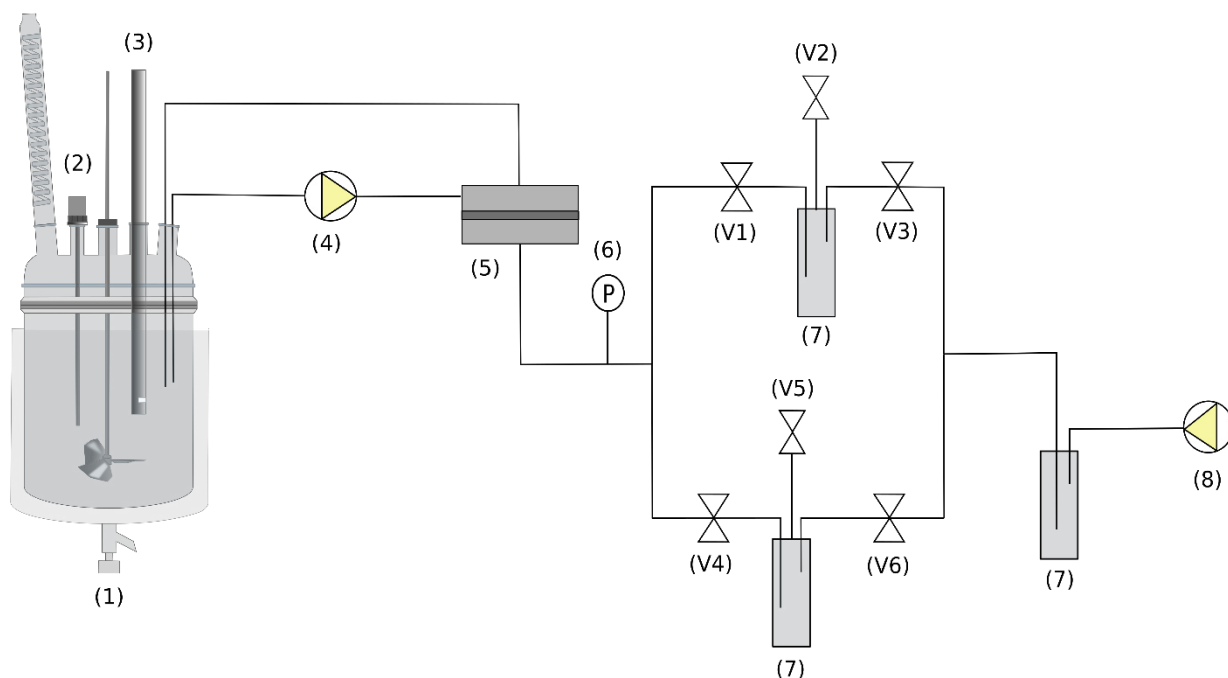 (3)
(V2)
(2)
(4)
(5)
(6)
P
(V1)
(V3)
(7)
(V5)
(V4)
(V6)
(7)
(7)
(8)
(1)